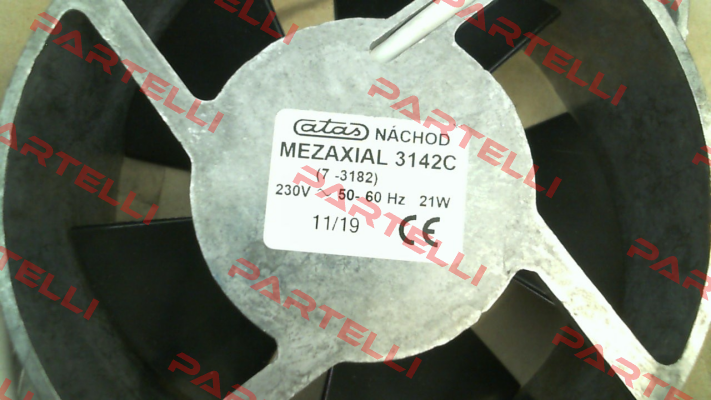 atas NÁCHOD
MEZAXIAL 3142C
(7 -3182)
230V ~ 50-60 Hz 21W
11/19 CE
PARTELLI
PARTELLI
PARTELLI
PARTELLI
PARTELLI
PARTELLI
PARTELLI
PARTELLI